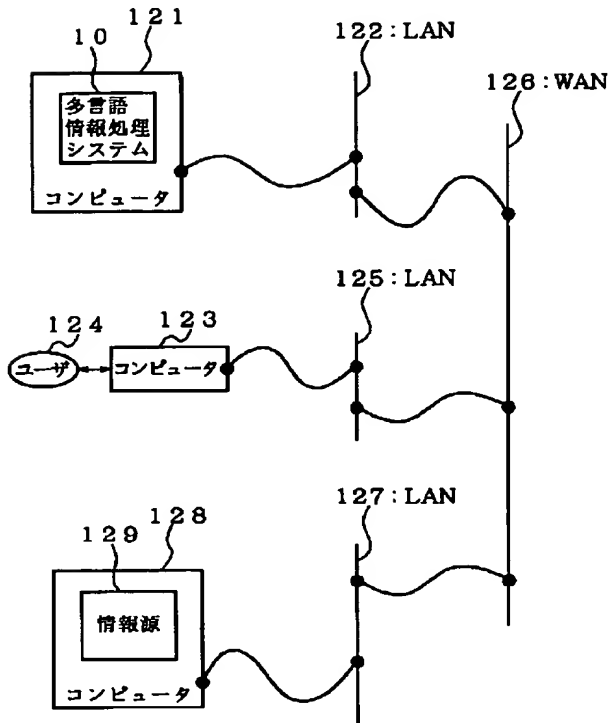 121
10
多言語
情報処理
システム
コンピュータ
122:LAN
126:WAN
125:LAN
124
ユーザ
123
コンピュータ
127:LAN
128
129
情報源
コンピュータ